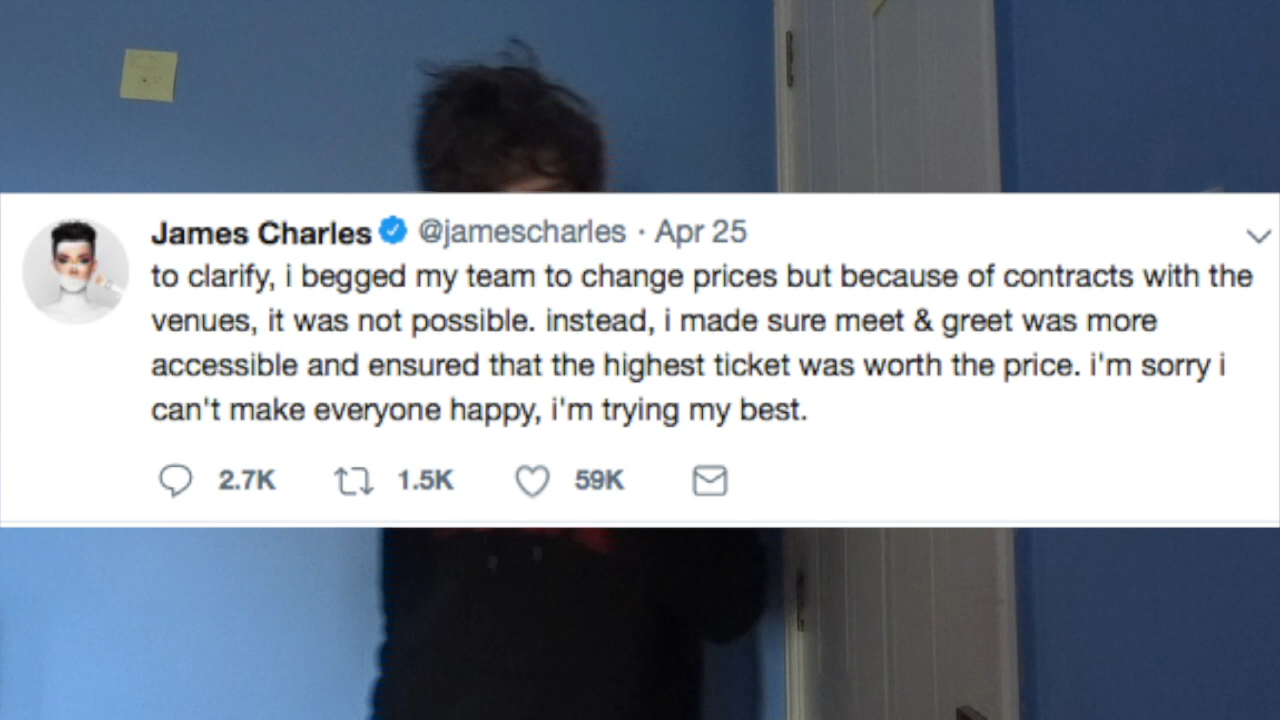 James Charles @jamescharles · Apr 25
to clarify, i begged my team to change prices but because of contracts with the
venues, it was not possible. instead, i made sure meet & greet was more
accessible and ensured that the highest ticket was worth the price. i'm sorry i
can't make everyone happy, i'm trying my best.
2.7K 1.5K 59K